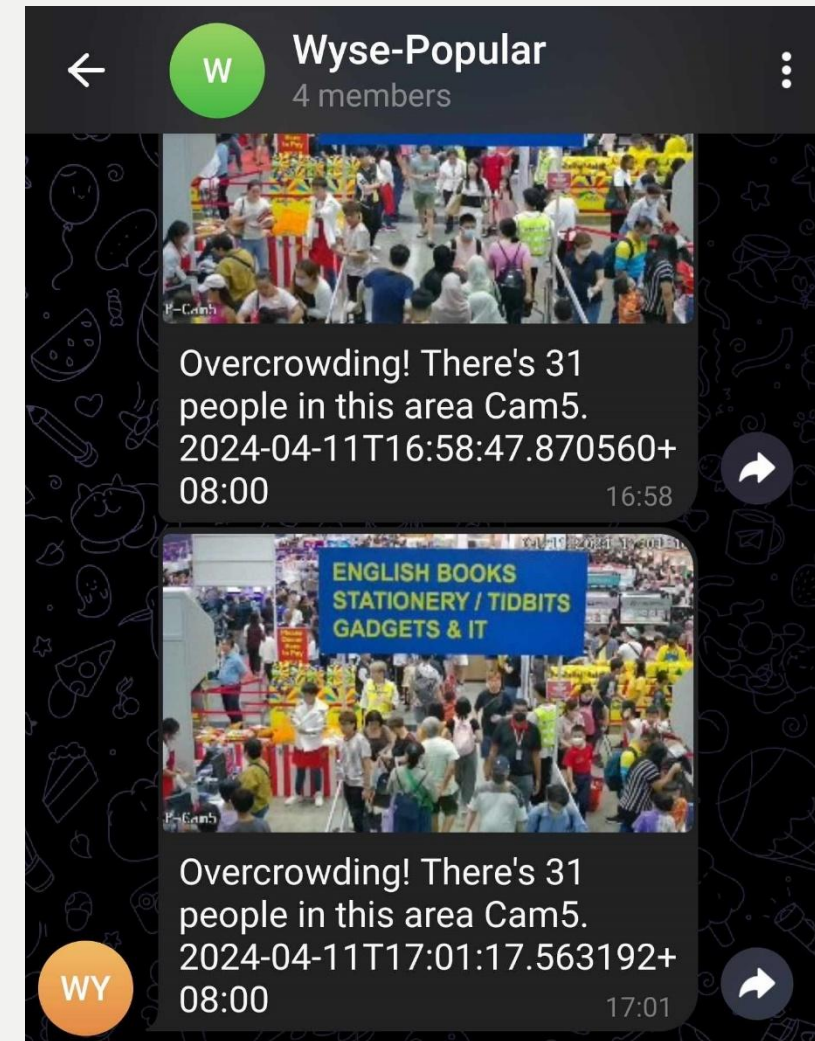 W
Wyse-Popular
4 members
P-Cam5
Overcrowding! There's 31
people in this area Cam5.
2024-04-11T16:58:47.870560+
08:00
16:58
ENGLISH BOOKS
STATIONERY / TIDBITS
GADGETS & IT
P-Cam5
Overcrowding! There's 31
people in this area Cam5.
2024-04-11T17:01:17.563192+
08:00
17:01
WY